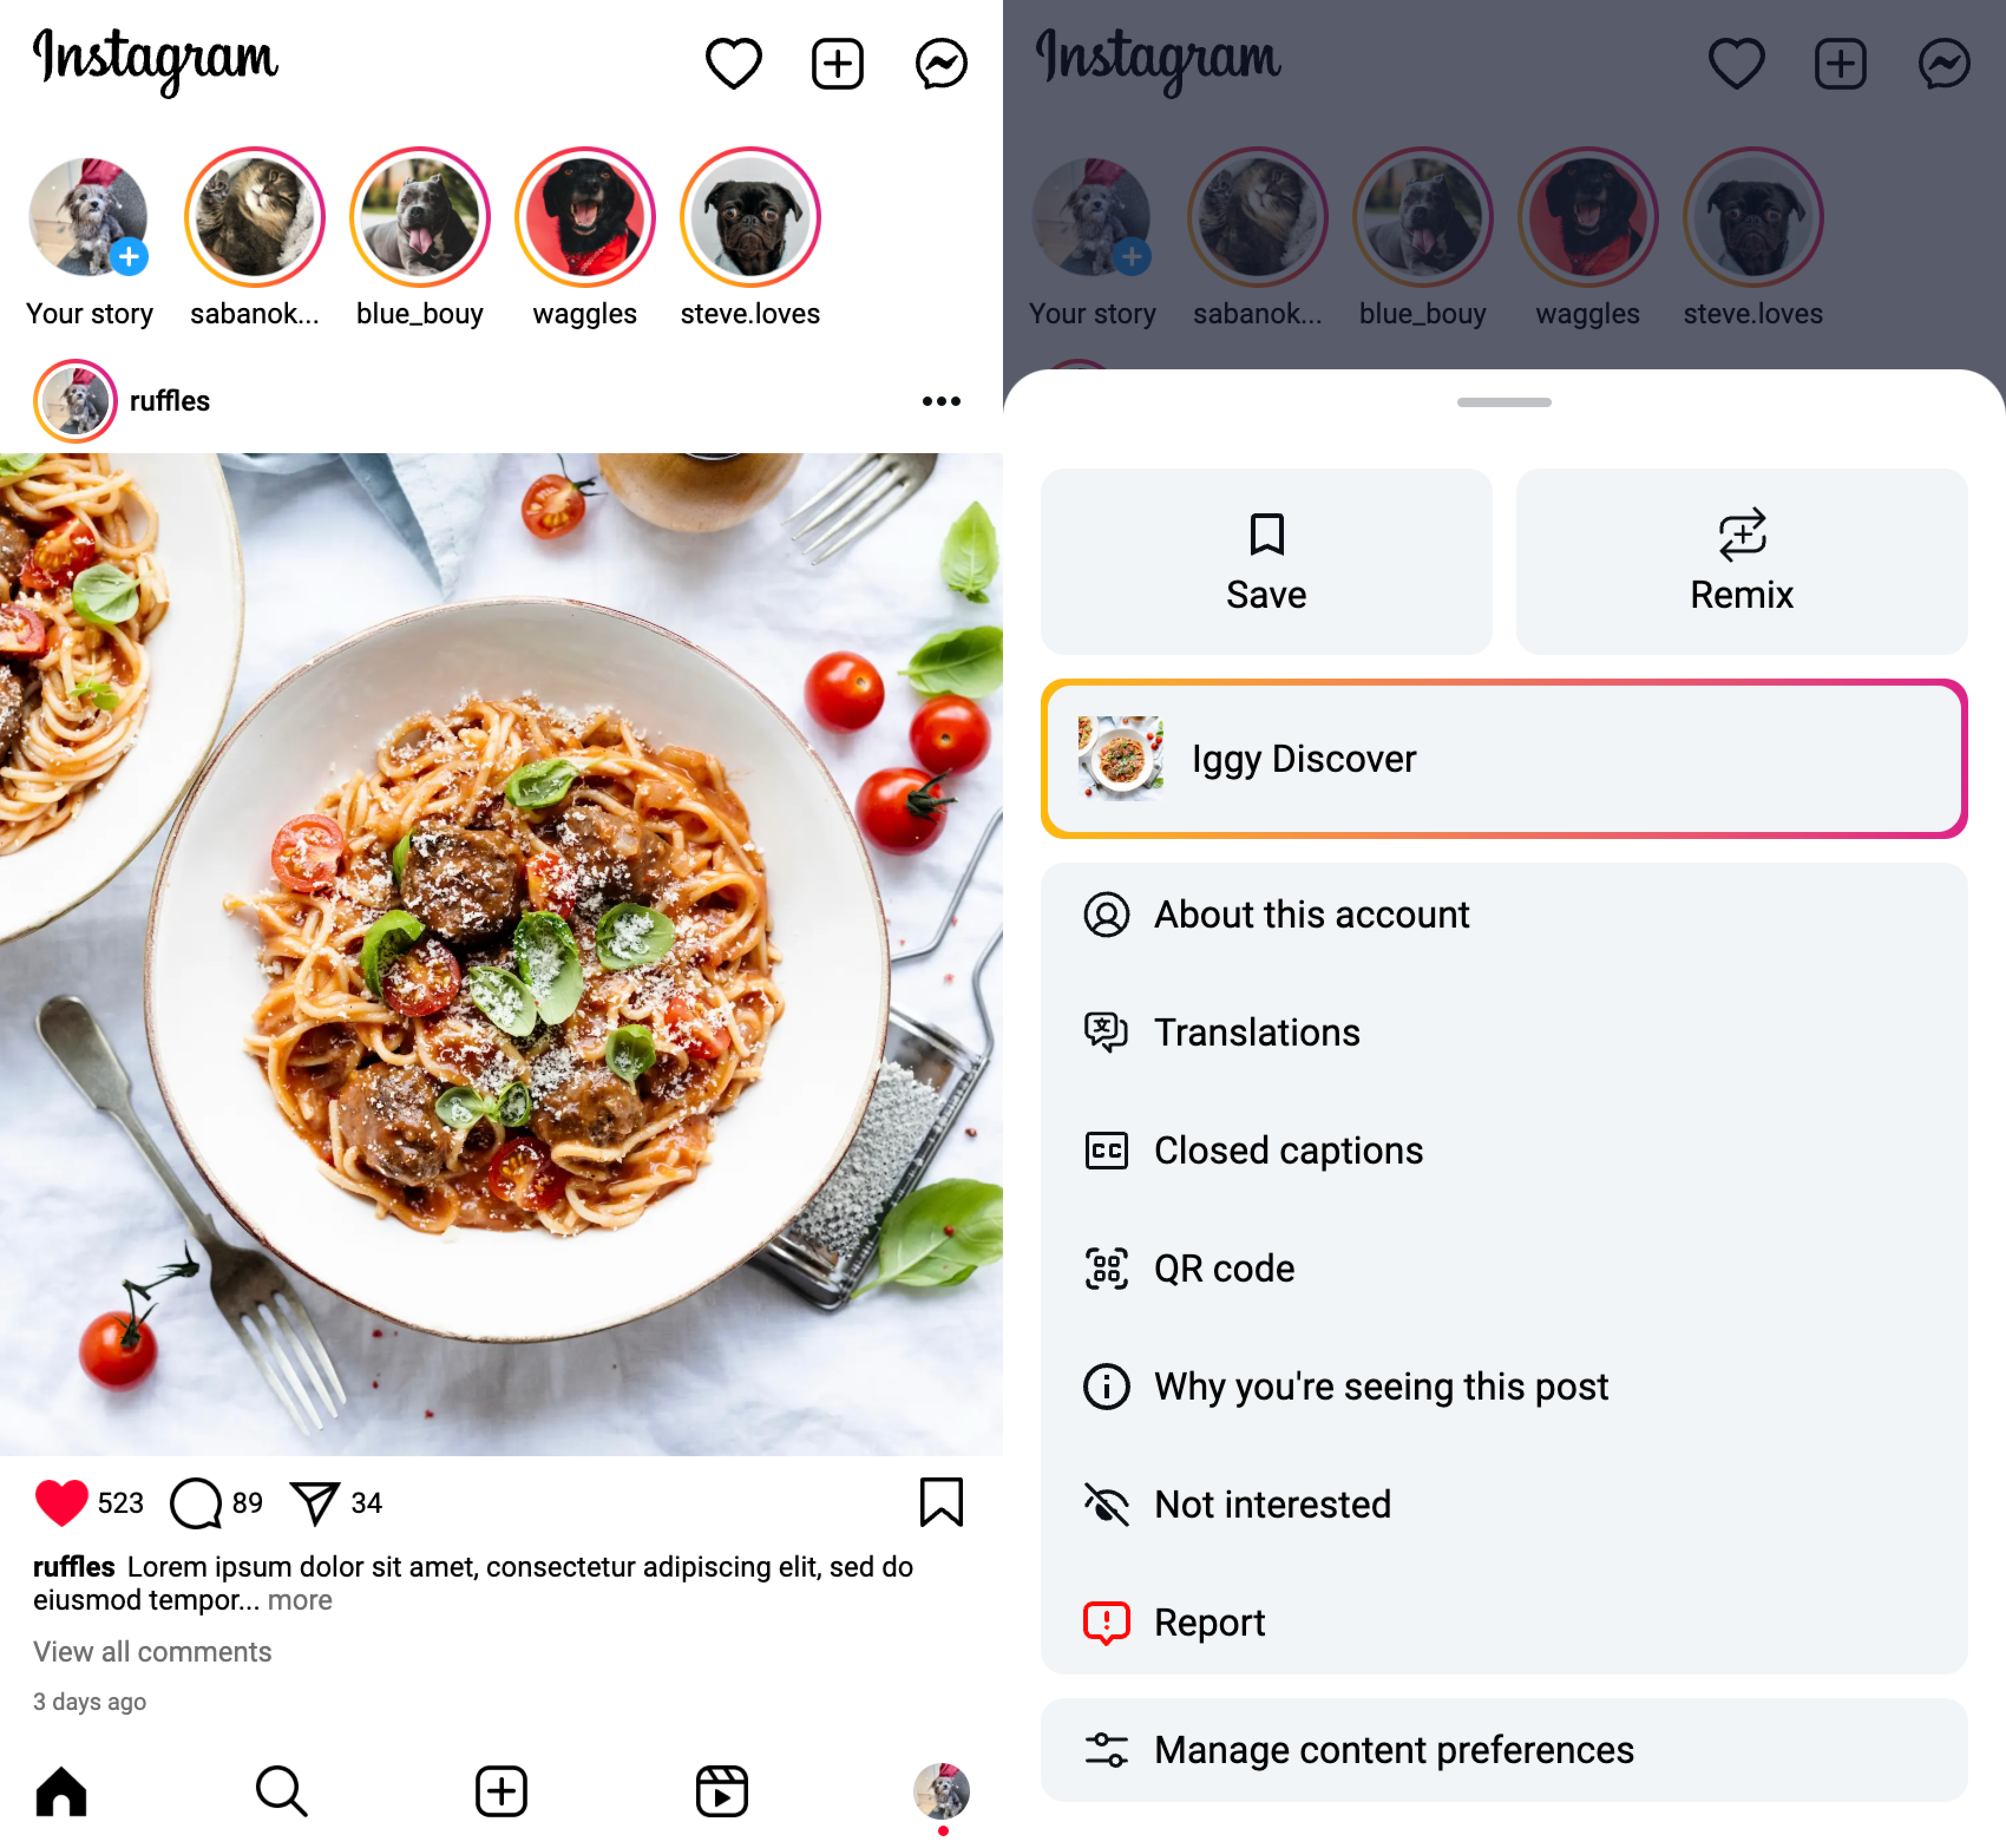 Instagram
Your story
sabanok...
blue_bouy
waggles
steve.loves
ruffles
523
89
34
ruffles Lorem ipsum dolor sit amet, consectetur adipiscing elit, sed do
eiusmod tempor... more
View all comments
3 days ago
Instagram
Your story
sabanok...
blue_bouy
waggles
steve.loves
Save
Remix
Iggy Discover
About this account
Translations
CC
Closed captions
QR code
Why you're seeing this post
Not interested
Report
Manage content preferences